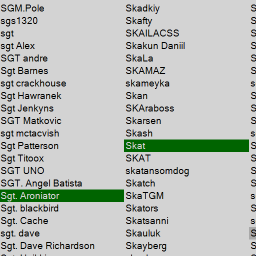 SGM.Pole
sgs1320
sgt
sgt Alex
SGT andre
Sgt Barnes
sgt crackhouse
Sgt Hawranek
Sgt Jenkyns
SGT Matkovic
sgt mctavish
Sgt Patterson
Sgt Titoox
SGT UNO
SGT. Angel Batista
Sgt. Aroniator
Sgt. blackbird
Sgt. Cache
sgt. dave
Sgt. Dave Richardson
Skadkiy
Skafty
SKAILACSS
Skakun Daniil
SkaLa
SKAMAZ
skameyka
Skan
SKAraboss
Skarsen
Skash
Skat
SKAT
skatansomdog
Skatch
SkaTGM
Skators
Skatsanni
Skauluk
Skayberg